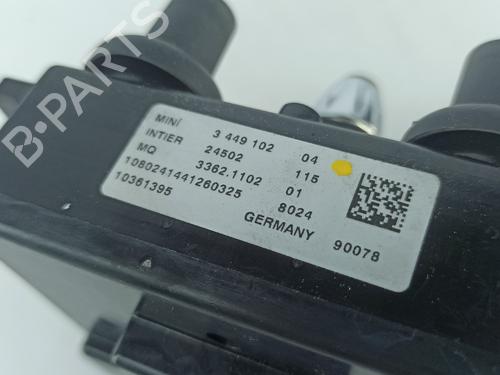 B-PARTS
MINI 3 449 102 04
INTIER 24502 115
MQ 3362.1102 01
1080241441260325 8024
10361395 GERMANY 90078